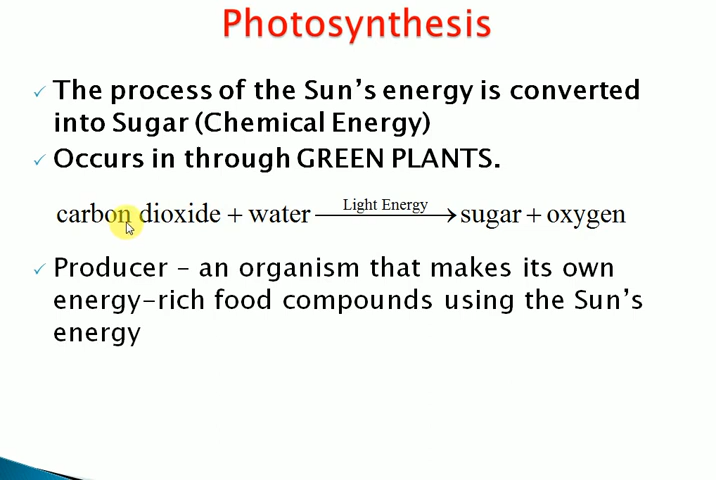 Photosynthesis
✓ The process of the Sun's energy is converted
into Sugar (Chemical Energy)
✓ Occurs in through GREEN PLANTS.
carbon dioxide + water Light Energy → sugar + oxygen
✓ Producer – an organism that makes its own
energy-rich food compounds using the Sun's
energy